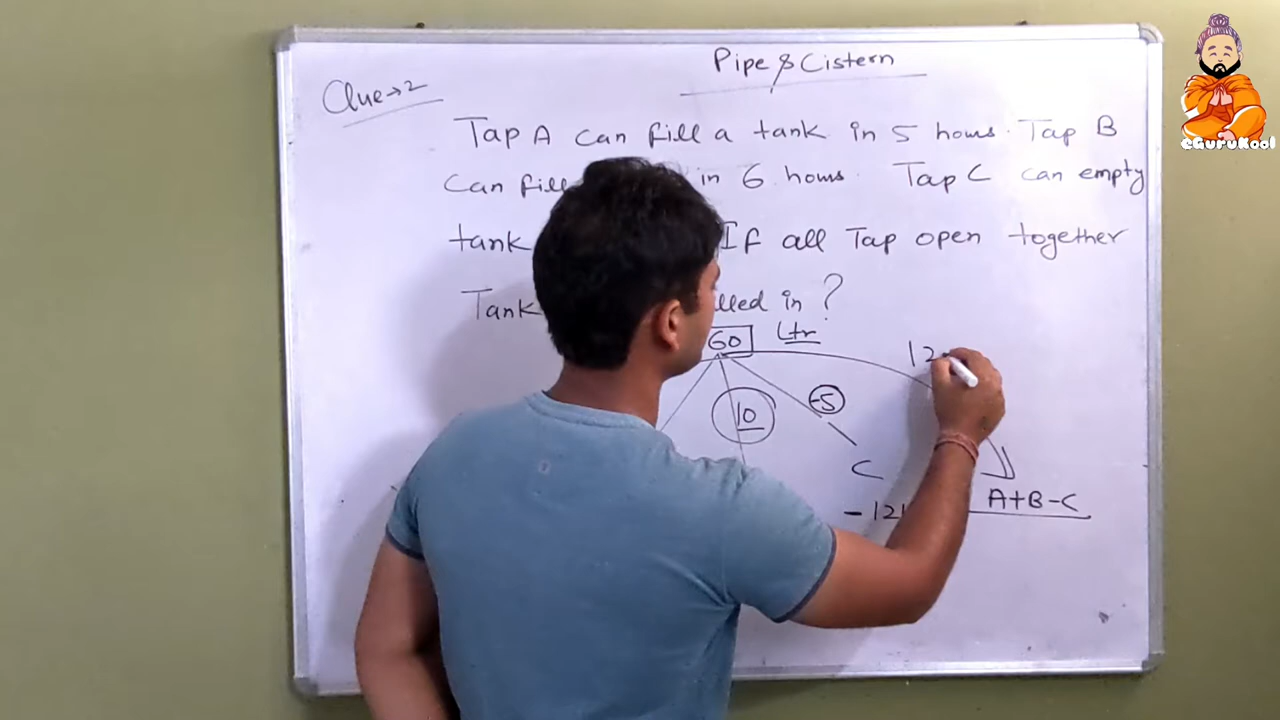 Pipe & Cistern
Clue→2
Tap A can fill a tank in 5 hours. Tap B
Can fill in 6 hours. Tap C can empty
tank If all Tap open together
Tank lled in ?
60 Ltr
12
10
-5
C
A+B-C
-12
eGuruKool